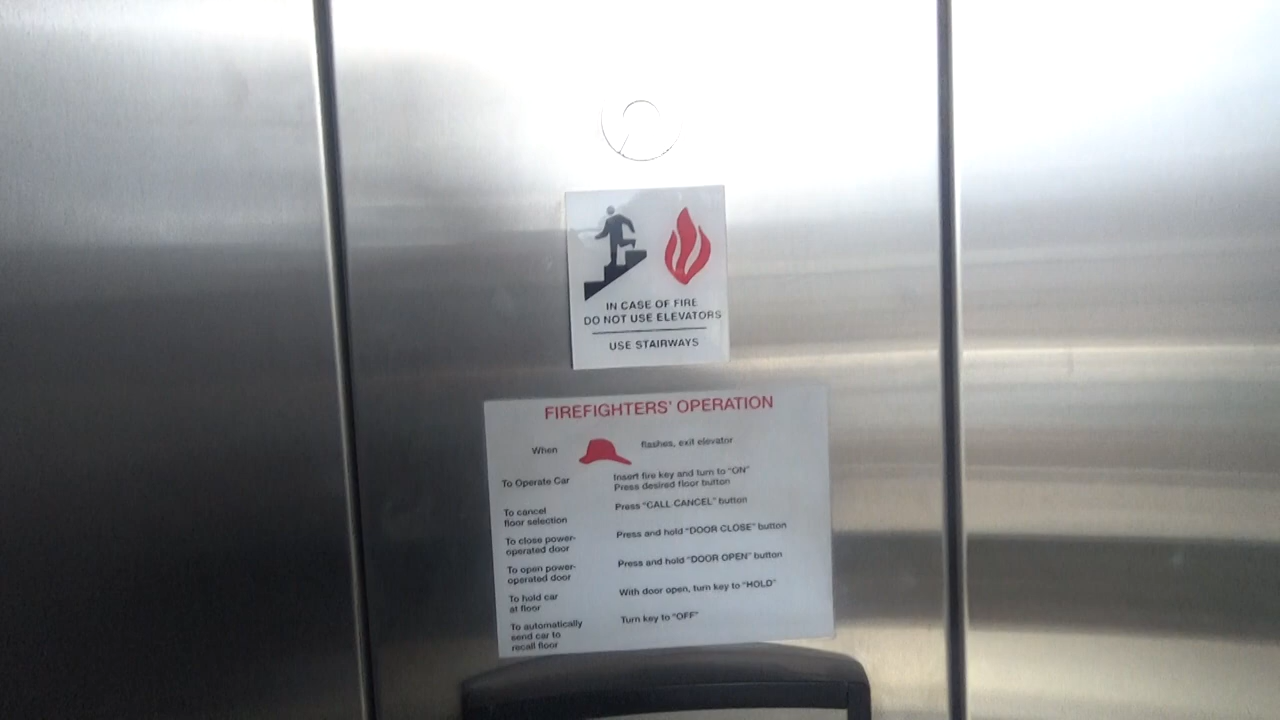 IN CASE OF FIRE
DO NOT USE ELEVATORS
USE STAIRWAYS
FIREFIGHTERS' OPERATION
When flashes, exit elevator
To Operate Car
Insert fire key and turn to "ON"
Press desired floor button
To cancel
floor selection
Press "CALL CANCEL" button
To close power-
operated door
Press and hold "DOOR CLOSE" button
To open power-
operated door
Press and hold "DOOR OPEN" button
To hold car
at floor
With door open, turn key to "HOLD"
To automatically
send car to
recall floor
Turn key to "OFF"